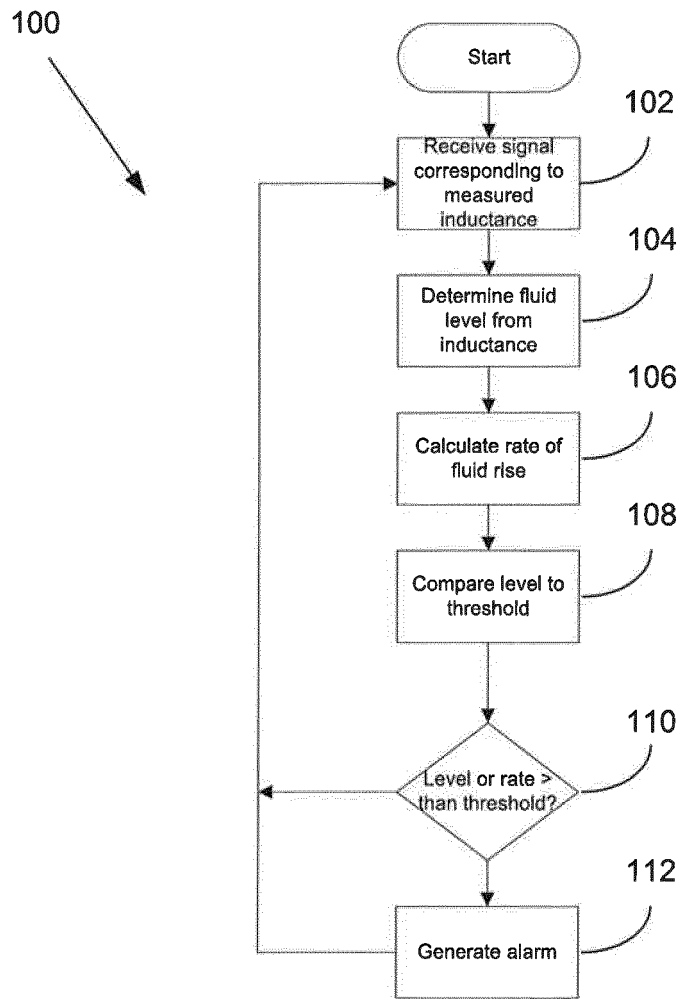 100
Start
102
Receive signal
corresponding to
measured
inductance
104
Determine fluid
level from
inductance
106
Calculate rate of
fluid rise
108
Compare level to
threshold
110
Level or rate >
than threshold?
112
Generate alarm